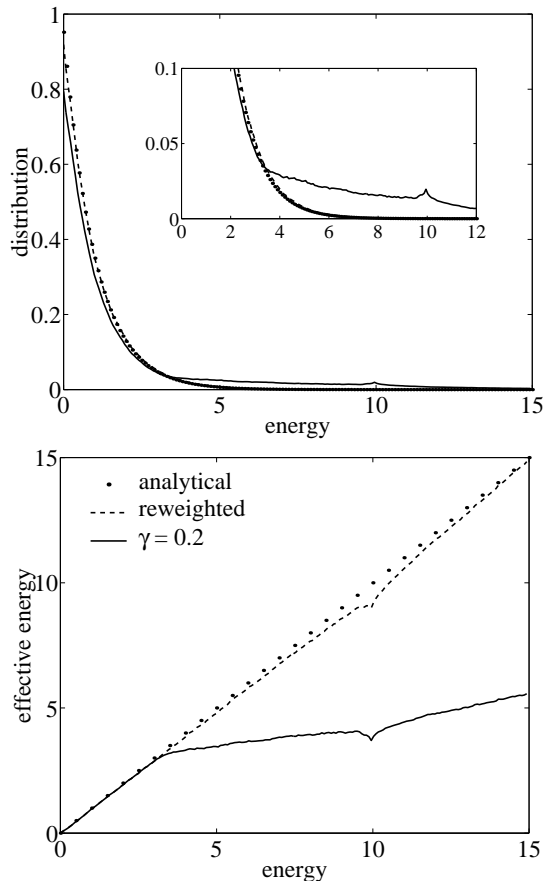 1
0.8
0.6
0.4
0.2
0
distribution
0.1
0.05
0
0 2 4 6 8 10 12
0 5 10 15
energy
15
10
5
0
effective energy
analytical
reweighted
γ = 0.2
0 5 10 15
energy